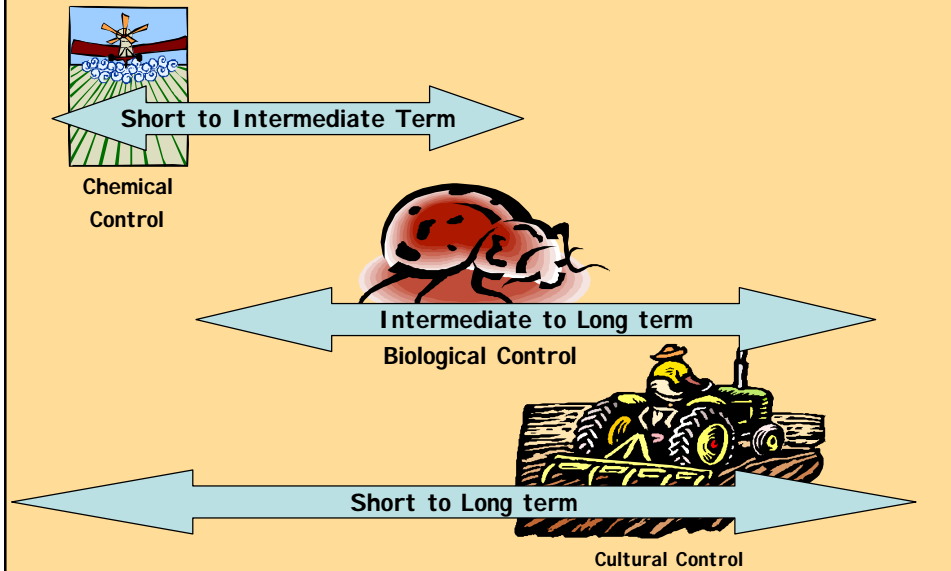 Short to Intermediate Term
Chemical
Control
Intermediate to Long term
Biological Control
Short to Long term
Cultural Control